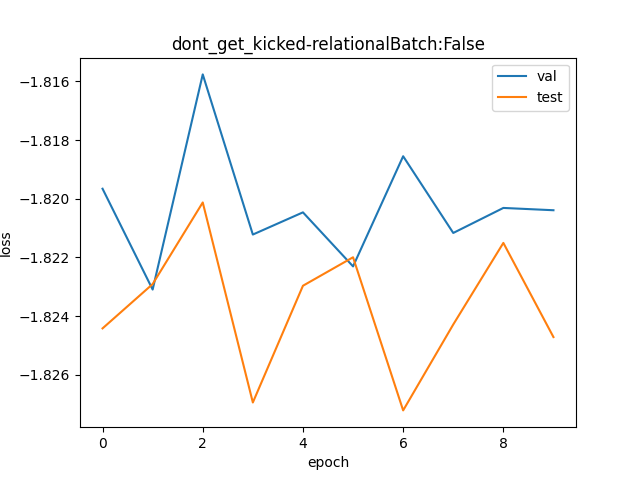 dont_get_kicked-relationalBatch:False
−1.816
−1.818
−1.820
−1.822
−1.824
−1.826
loss
0
2
4
6
8
epoch
val
test